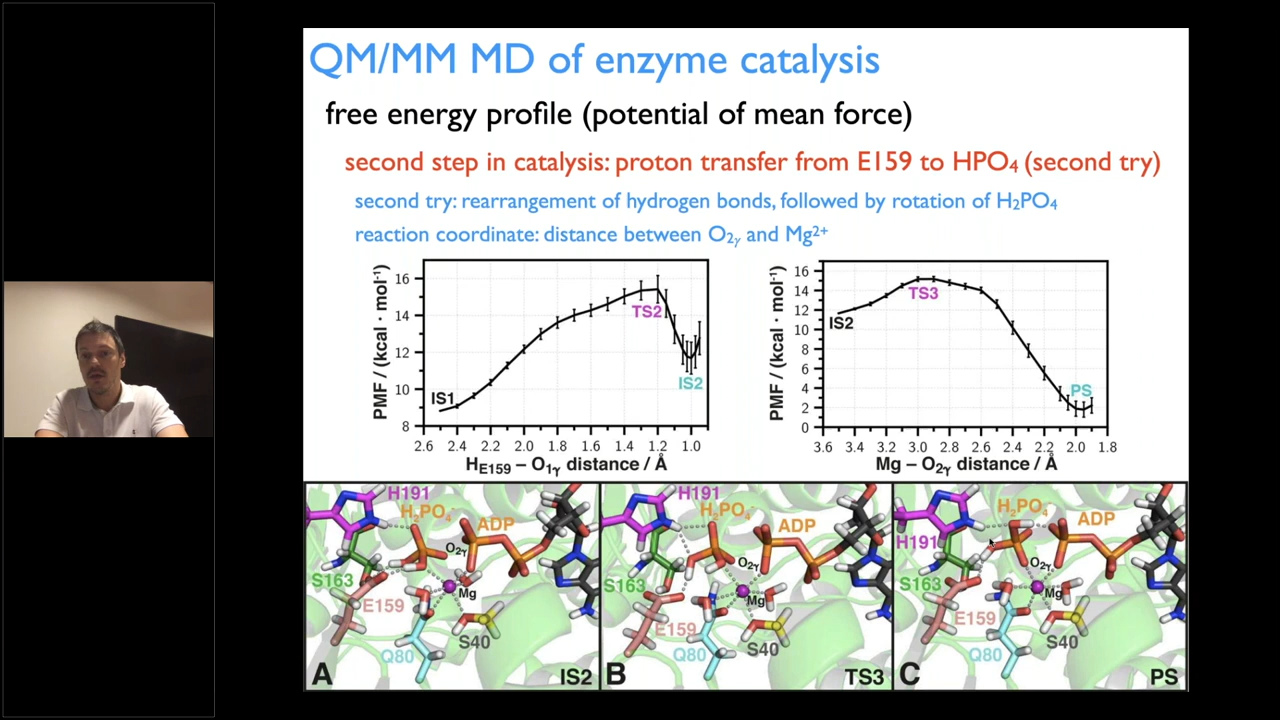 QM/MM MD of enzyme catalysis
free energy profile (potential of mean force)
second step in catalysis: proton transfer from E159 to HPO₄ (second try)
second try: rearrangement of hydrogen bonds, followed by rotation of H₂PO₄
reaction coordinate: distance between O₂ᵧ and Mg²⁺
PMF / (kcal · mol⁻¹)
16
14
12
10
8
IS1
TS2
IS2
2.6 2.4 2.2 2.0 1.8 1.6 1.4 1.2 1.0
H_E159 – O₁ᵧ distance / Å
PMF / (kcal · mol⁻¹)
16
14
12
10
8
6
4
2
0
IS2
TS3
PS
3.6 3.4 3.2 3.0 2.8 2.6 2.4 2.2 2.0 1.8
Mg – O₂ᵧ distance / Å
H191
H₂PO₄⁻
ADP
O₂ᵧ
Mg
S163
E159
Q80
S40
A
IS2
H191
H₂PO₄⁻
ADP
O₂ᵧ
Mg
S163
E159
Q80
S40
B
TS3
H191
H₂PO₄⁻
ADP
O₂ᵧ
Mg
S163
E159
Q80
S40
C
PS